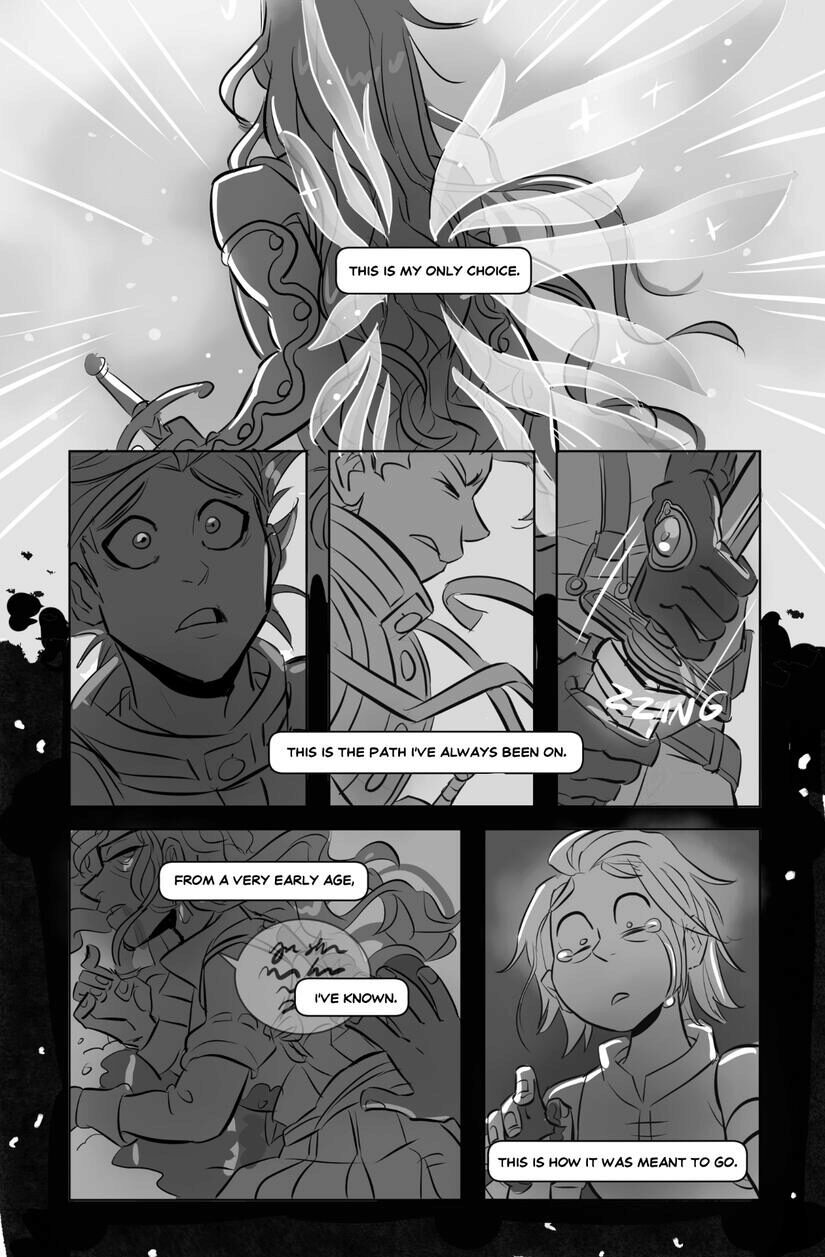 THIS IS MY ONLY CHOICE.
THIS IS THE PATH I'VE ALWAYS BEEN ON.
ZZING
FROM A VERY EARLY AGE,
I'VE KNOWN.
THIS IS HOW IT WAS MEANT TO GO.